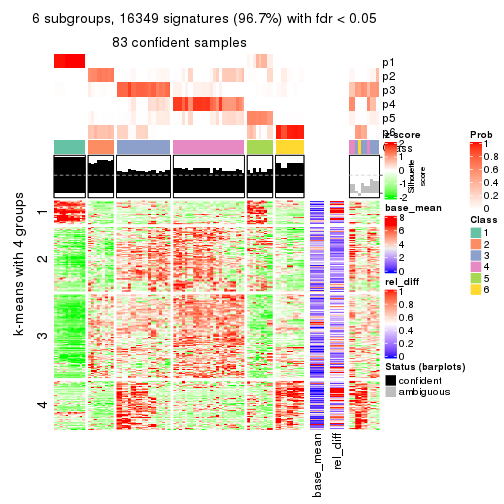 6 subgroups, 16349 signatures (96.7%) with fdr < 0.05
83 confident samples
p1
p2
p3
p4
p5
p6
Class
z-score
2
1
0
-1
-2
Silhouette
score
base_mean
8
6
4
2
0
rel_diff
1
0.8
0.6
0.4
0.2
0
Prob
1
0.8
0.6
0.4
0.2
0
Class
1
2
3
4
5
6
Status (barplots)
confident
ambiguous
k-means with 4 groups
1
2
3
4
base_mean
rel_diff